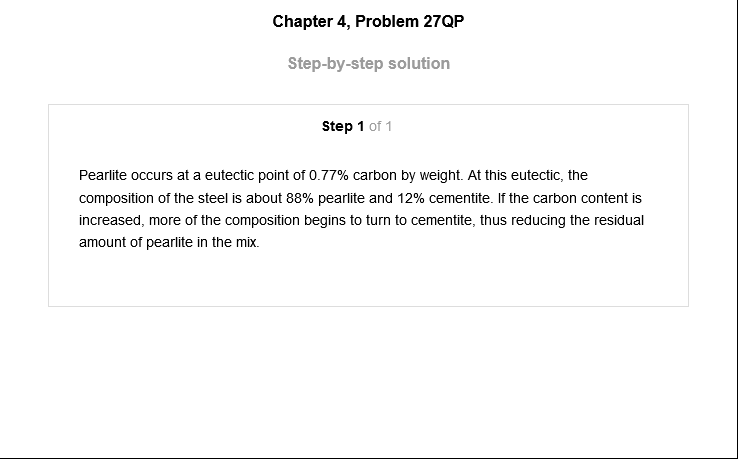 Chapter 4, Problem 27QP
Step-by-step solution
Step 1 of 1
Pearlite occurs at a eutectic point of 0.77% carbon by weight. At this eutectic, the
composition of the steel is about 88% pearlite and 12% cementite. If the carbon content is
increased, more of the composition begins to turn to cementite, thus reducing the residual
amount of pearlite in the mix.